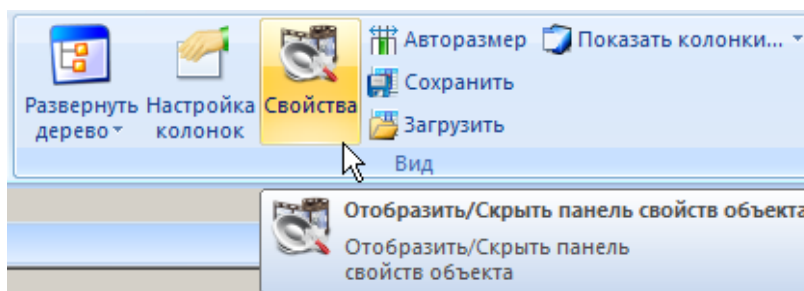 Развернуть дерево
Настройка колонок
Свойства
Авторазмер
Показать колонки...
Сохранить
Загрузить
Вид
Отобразить/Скрыть панель свойств объекта
Отобразить/Скрыть панель
свойств объекта